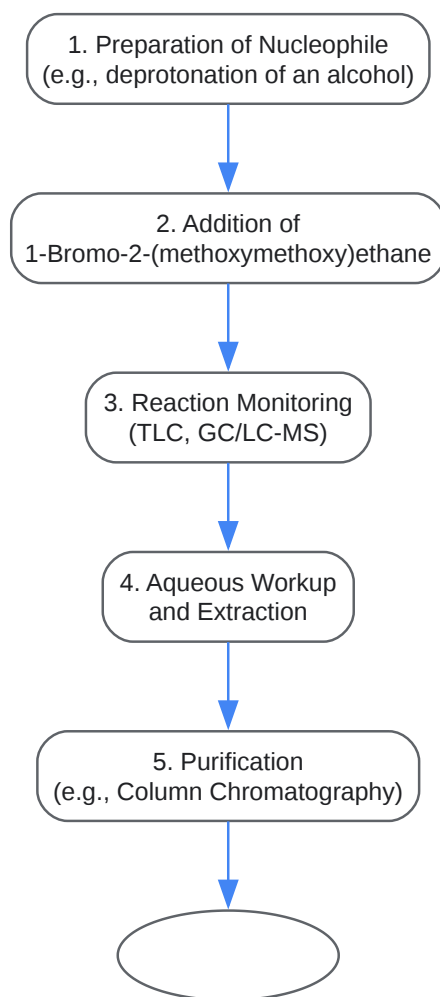 1. Preparation of Nucleophile
(e.g., deprotonation of an alcohol)
2. Addition of
1-Bromo-2-(methoxymethoxy)ethane
3. Reaction Monitoring
(TLC, GC/LC-MS)
4. Aqueous Workup
and Extraction
5. Purification
(e.g., Column Chromatography)